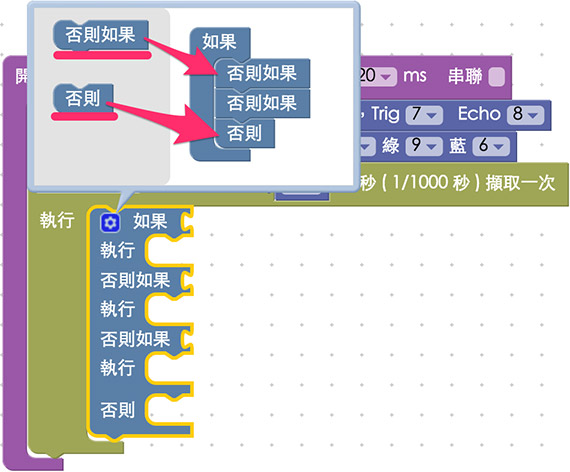 否則如果
否則
如果
否則如果
否則如果
否則
開
20 ms 串聯
, Trig 7 Echo 8
綠 9 藍 6
秒 ( 1/1000 秒 ) 擷取一次
執行
如果
執行
否則如果
執行
否則如果
執行
否則